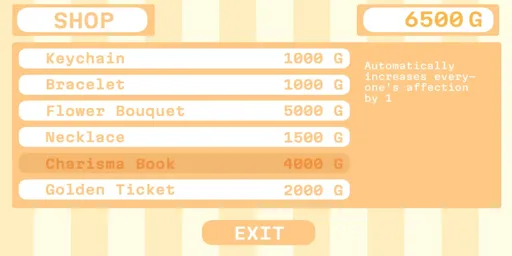 SHOP
6500 G
Keychain 1000 G
Bracelet 1000 G
Flower Bouquet 5000 G
Necklace 1500 G
Charisma Book 4000 G
Golden Ticket 2000 G
Automatically
increases every-
one's affection
by 1
EXIT